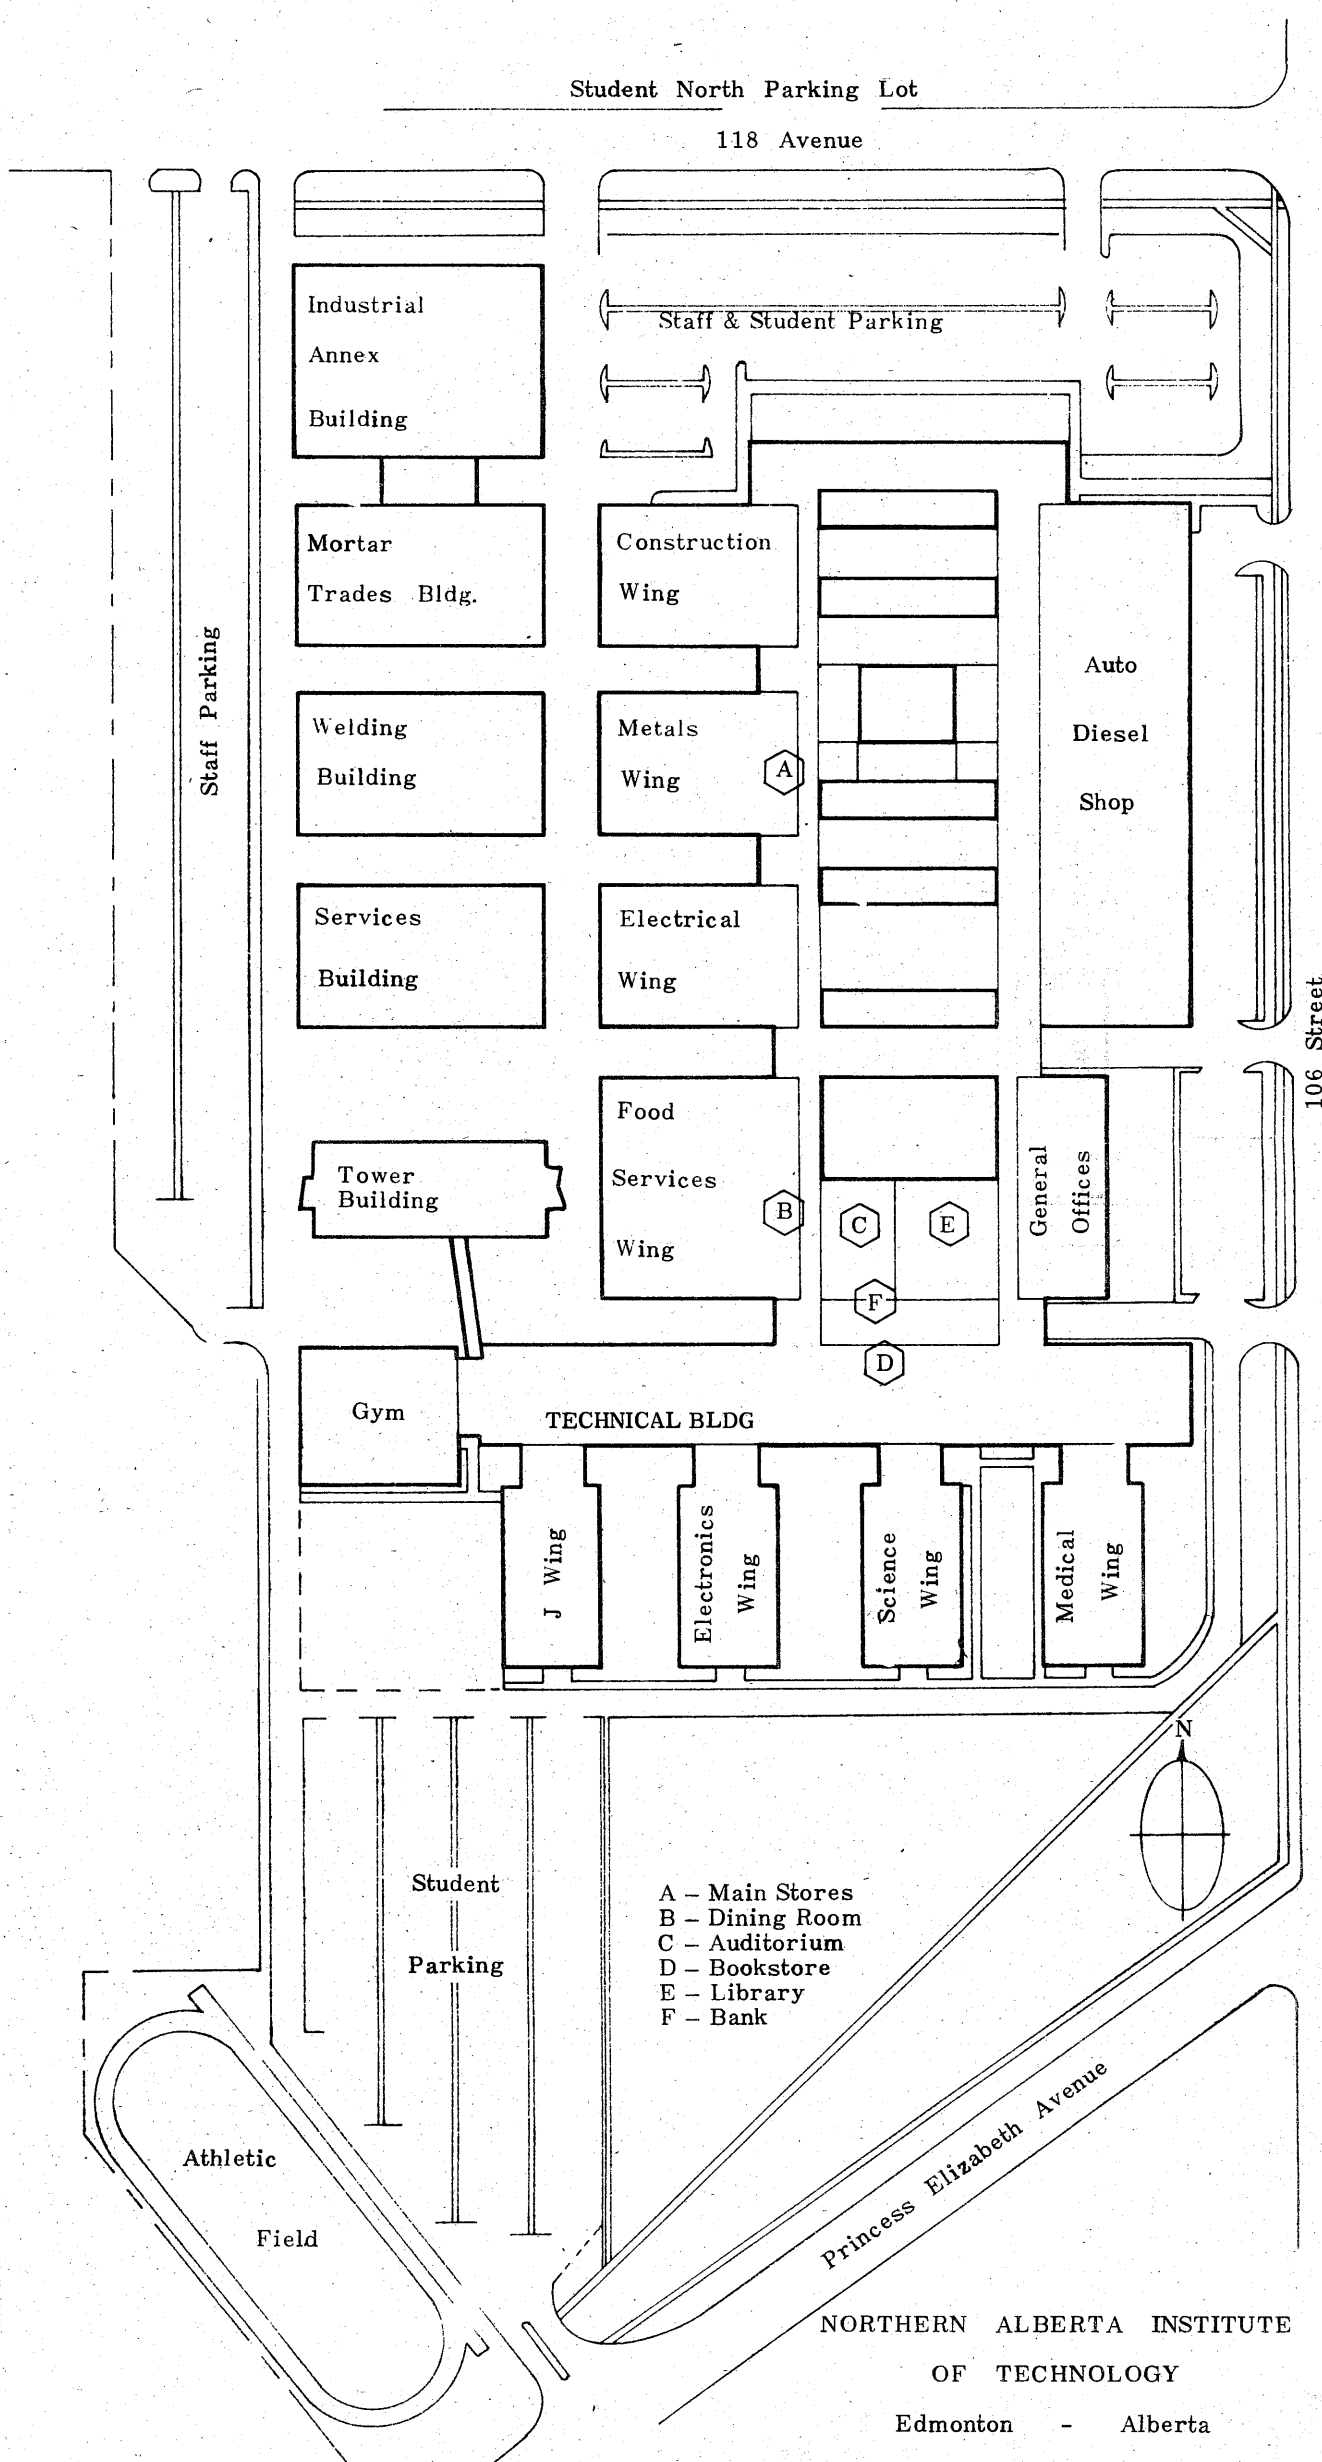 Student North Parking Lot
118 Avenue
Industrial
Annex
Building
Staff & Student Parking
Mortar
Trades Bldg.
Construction
Wing
Staff Parking
Welding
Building
Metals
Wing
A
Auto
Diesel
Shop
Services
Building
Electrical
Wing
106 Street
Tower
Building
Food
Services
Wing
B
C
E
F
D
General
Offices
Gym
TECHNICAL BLDG
J Wing
Electronics
Wing
Science
Wing
Medical
Wing
N
Student
Parking
A – Main Stores
B – Dining Room
C – Auditorium
D – Bookstore
E – Library
F – Bank
Athletic
Field
Princess Elizabeth Avenue
NORTHERN ALBERTA INSTITUTE
OF TECHNOLOGY
Edmonton - Alberta